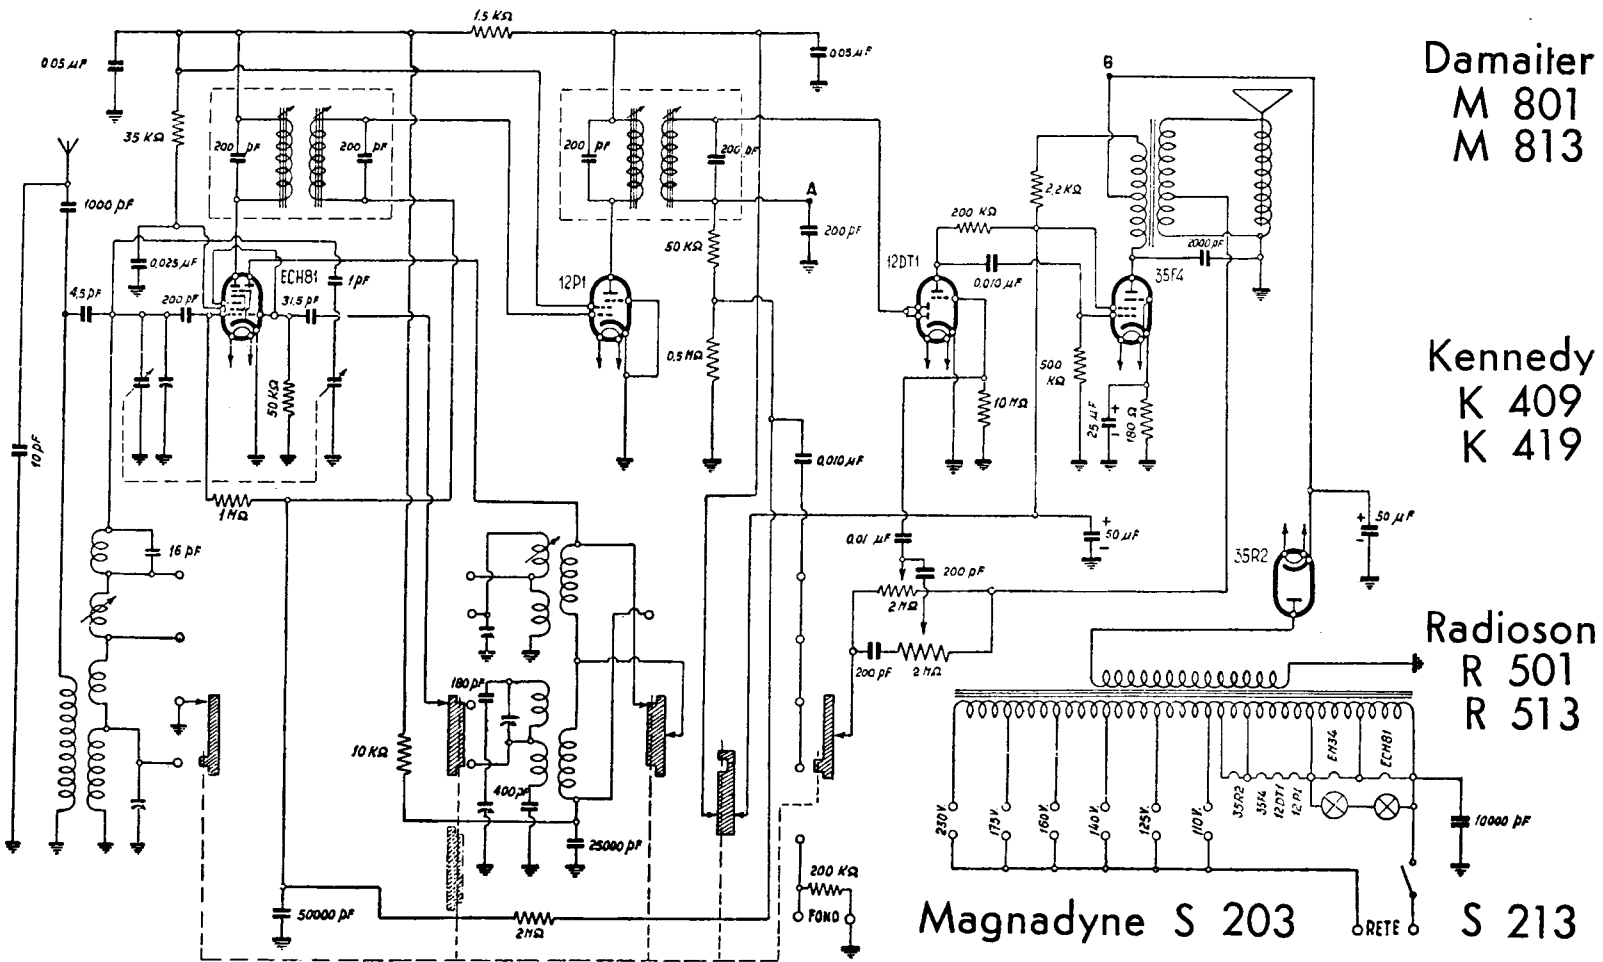 1.5 KΩ
0.05 µF
0.05 µF
35 KΩ
200 pF
200 pF
200 pF
200 pF
A
B
1000 pF
2,2 KΩ
200 KΩ
2000 pF
200 pF
50 KΩ
0,025 µF
ECH81
1 pF
12P1
12DT1
0,010 µF
35F4
4,5 pF
200 pF
31,5 pF
0,5 MΩ
500 KΩ
50 KΩ
10 MΩ
25 µF
+
-
180 Ω
10 pF
0,010 µF
1 MΩ
16 pF
0,01 µF
+
50 µF
-
35R2
+
50 µF
-
200 pF
2 MΩ
200 pF
2 MΩ
180 pF
10 KΩ
400 pF
25000 pF
50000 pF
2MΩ
200 KΩ
FONO
230V.
175V.
160V.
140V.
125V.
110V.
35R2
35F4
12DT1
12P1
EM34
ECH81
10000 pF
RETE
Damaiter
M 801
M 813
Kennedy
K 409
K 419
Radioson
R 501
R 513
Magnadyne S 203
S 213